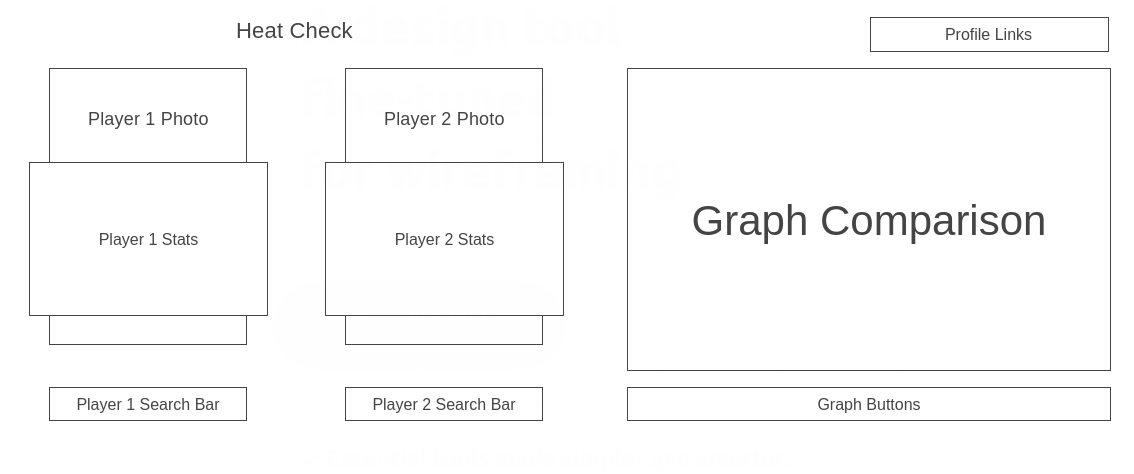 Heat Check
Profile Links
Player 1 Photo
Player 2 Photo
Player 1 Stats
Player 2 Stats
Graph Comparison
Player 1 Search Bar
Player 2 Search Bar
Graph Buttons